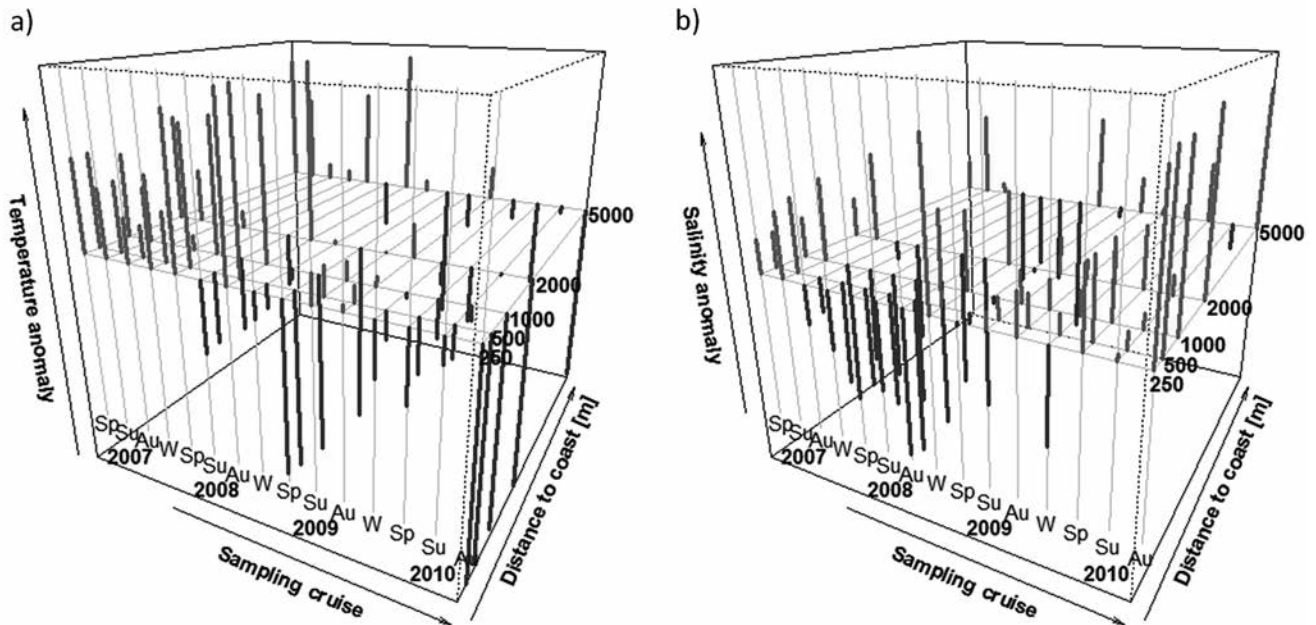 a)
Temperature anomaly
5000
2000
1000
500
250
Sp
Su
Au
W
Sp
Su
Au
W
Sp
Su
Au
W
Sp
Su
Au
2007
2008
2009
2010
Sampling cruise
Distance to coast [m]
b)
Salinity anomaly
5000
2000
1000
500
250
Sp
Su
Au
W
Sp
Su
Au
W
Sp
Su
Au
W
Sp
Su
Au
2007
2008
2009
2010
Sampling cruise
Distance to coast [m]